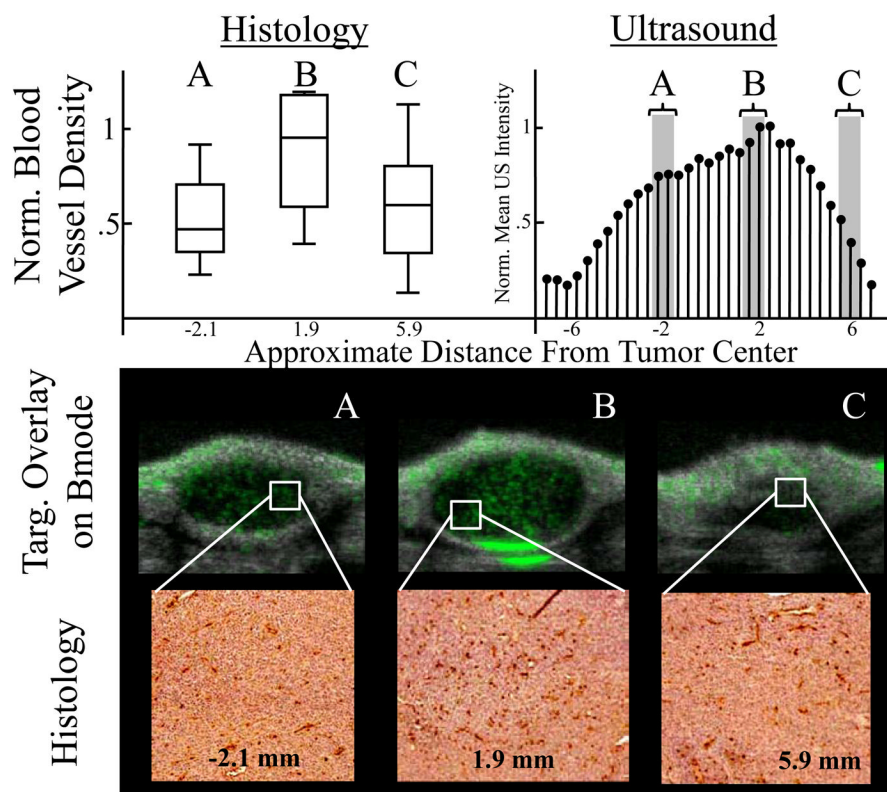 Histology
Ultrasound
Norm. Blood
Vessel Density
A
B
C
1
.5
-2.1
1.9
5.9
Norm. Mean US Intensity
A
B
C
1
.5
-6
-2
2
6
Approximate Distance From Tumor Center
Targ. Overlay
on Bmode
A
B
C
Histology
-2.1 mm
1.9 mm
5.9 mm